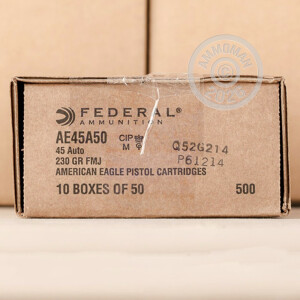 AMMOMAN
FEDERAL
AMMUNITION
AE45A50
CIP
45 Auto
M
Q52G214
230 GR FMJ
P61214
AMERICAN EAGLE PISTOL CARTRIDGES
10 BOXES OF 50 500